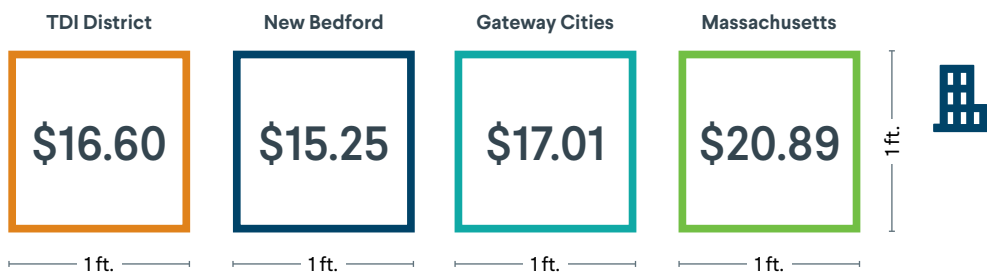 TDI District New Bedford Gateway Cities Massachusetts
$16.60 $15.25 $17.01 $20.89
1 ft.
1 ft. 1 ft. 1 ft. 1 ft.